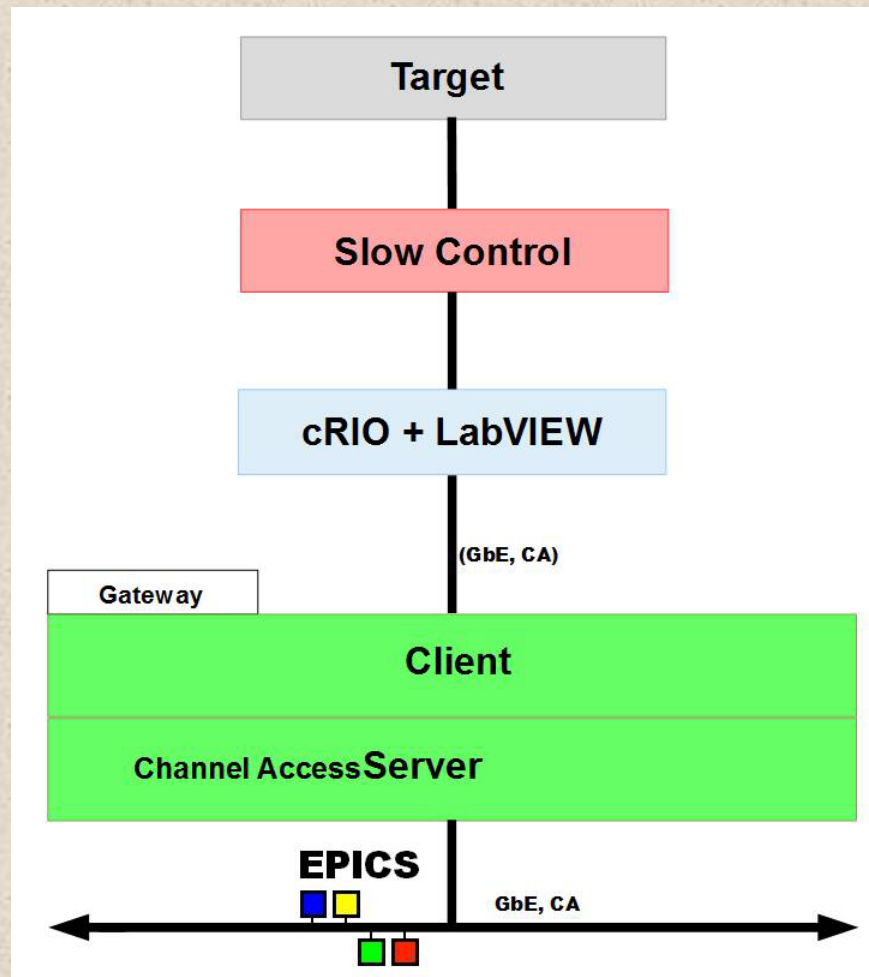 Target
Slow Control
cRIO + LabVIEW
(GbE, CA)
Gateway
Client
Channel AccessServer
EPICS
GbE, CA